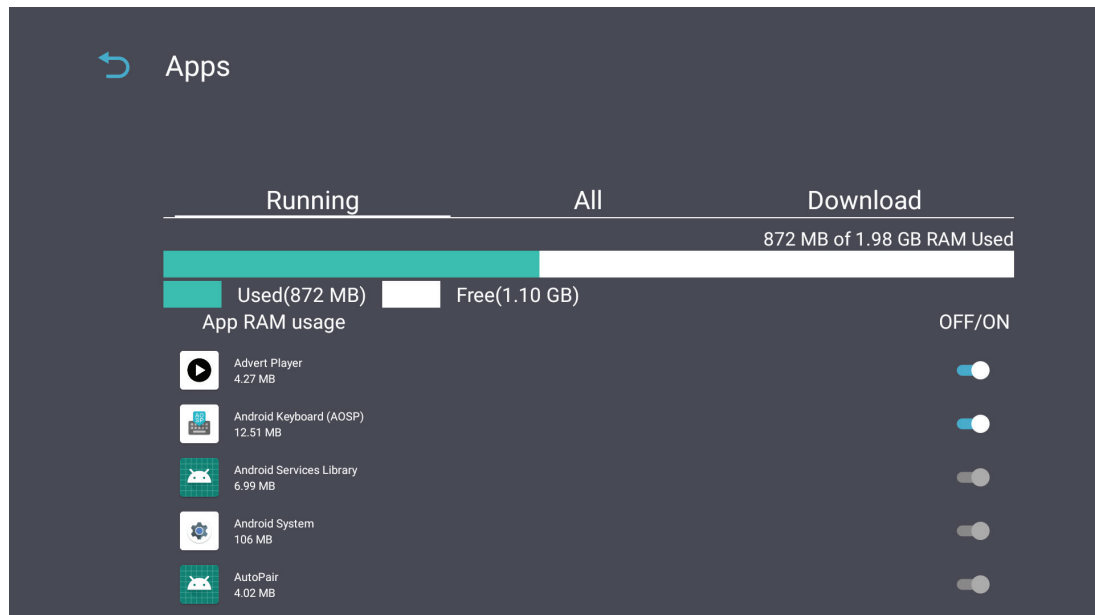 Apps
Running All Download
872 MB of 1.98 GB RAM Used
Used(872 MB) Free(1.10 GB)
App RAM usage OFF/ON
Advert Player
4.27 MB
Android Keyboard (AOSP)
12.51 MB
Android Services Library
6.99 MB
Android System
106 MB
AutoPair
4.02 MB